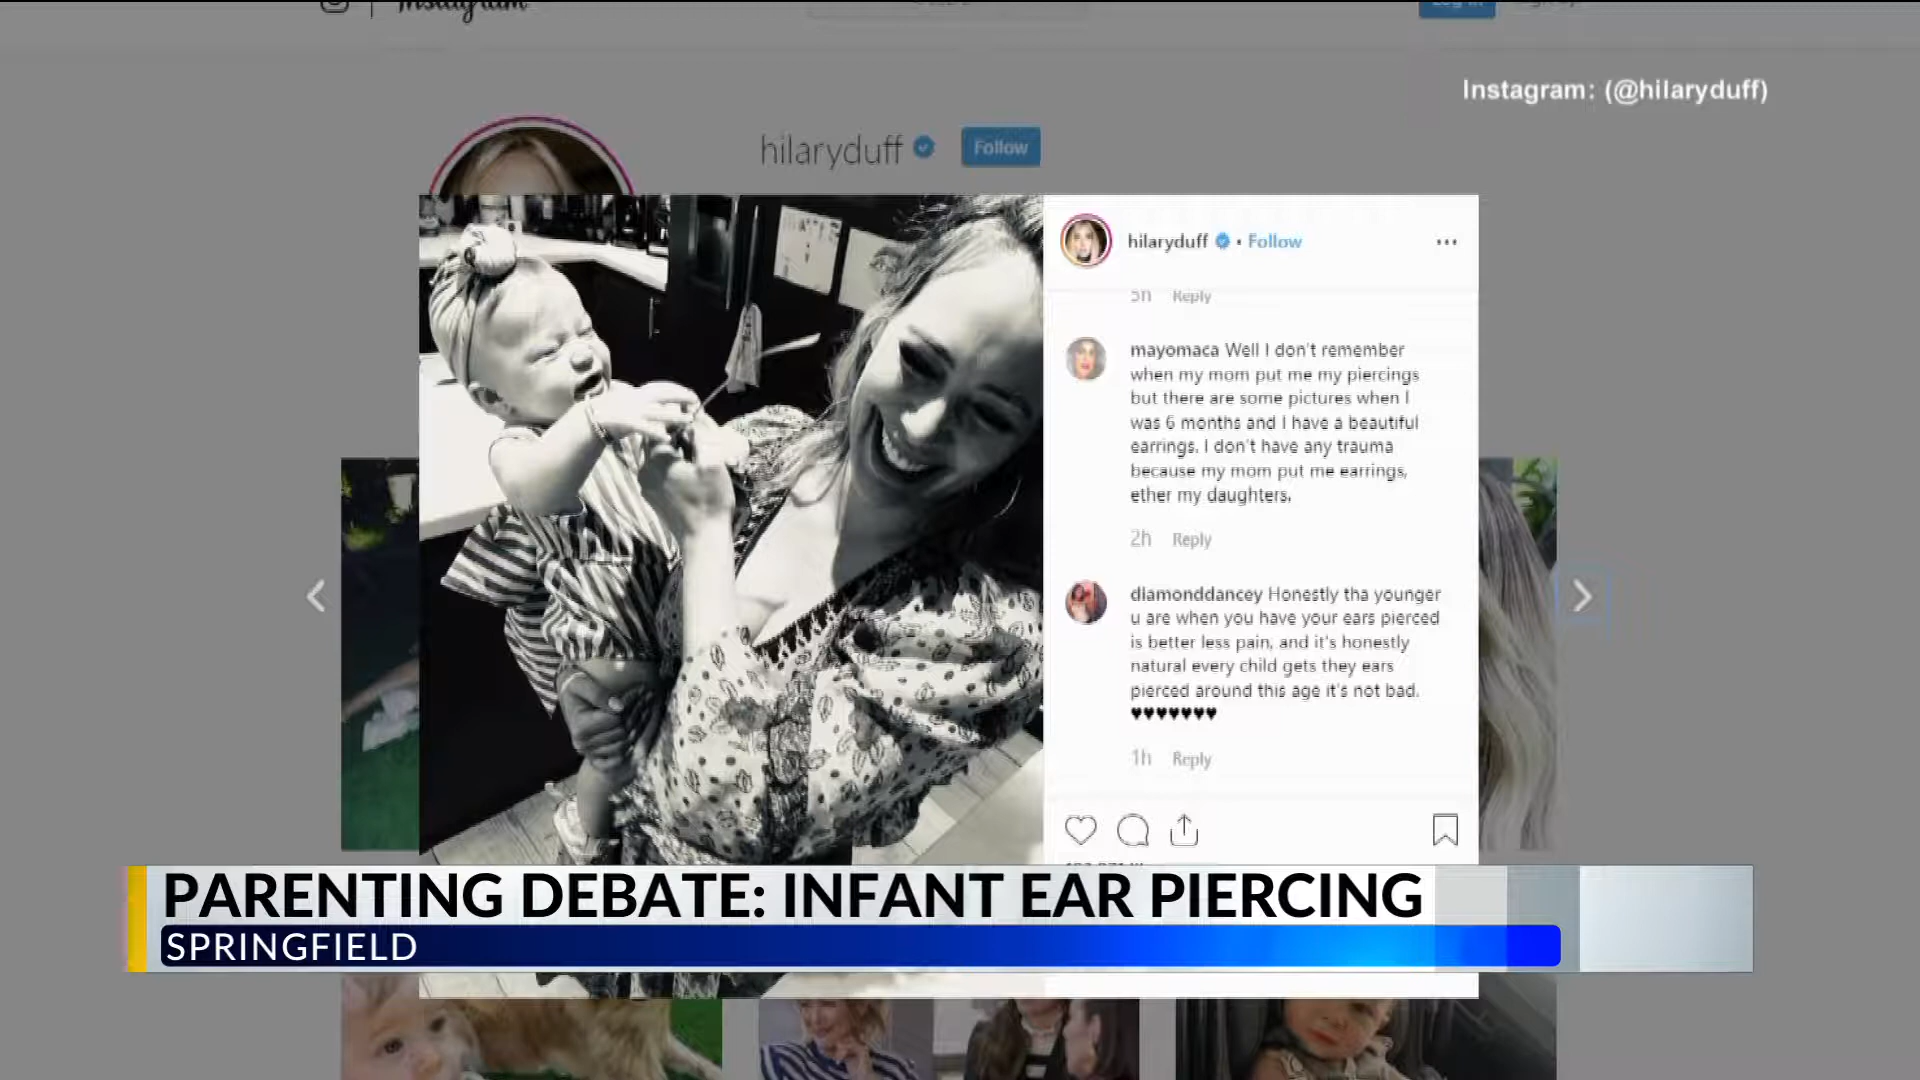 Instagram
Log In
Instagram: (@hilaryduff)
hilaryduff
Follow
hilaryduff • Follow
5h Reply
mayomaca Well I don't remember
when my mom put me my piercings
but there are some pictures when I
was 6 months and I have a beautiful
earrings. I don't have any trauma
because my mom put me earrings,
ether my daughters.
2h Reply
diamonddancey Honestly tha younger
u are when you have your ears pierced
is better less pain, and it's honestly
natural every child gets they ears
pierced around this age it's not bad.
♥♥♥♥♥♥♥
1h Reply
PARENTING DEBATE: INFANT EAR PIERCING
SPRINGFIELD